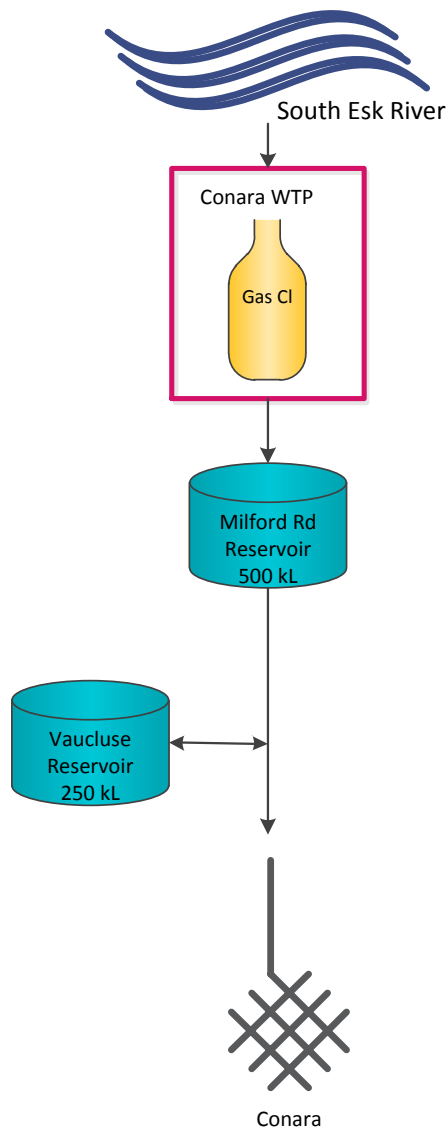 South Esk River
Conara WTP
Gas Cl
Milford Rd
Reservoir
500 kL
Vaucluse
Reservoir
250 kL
Conara